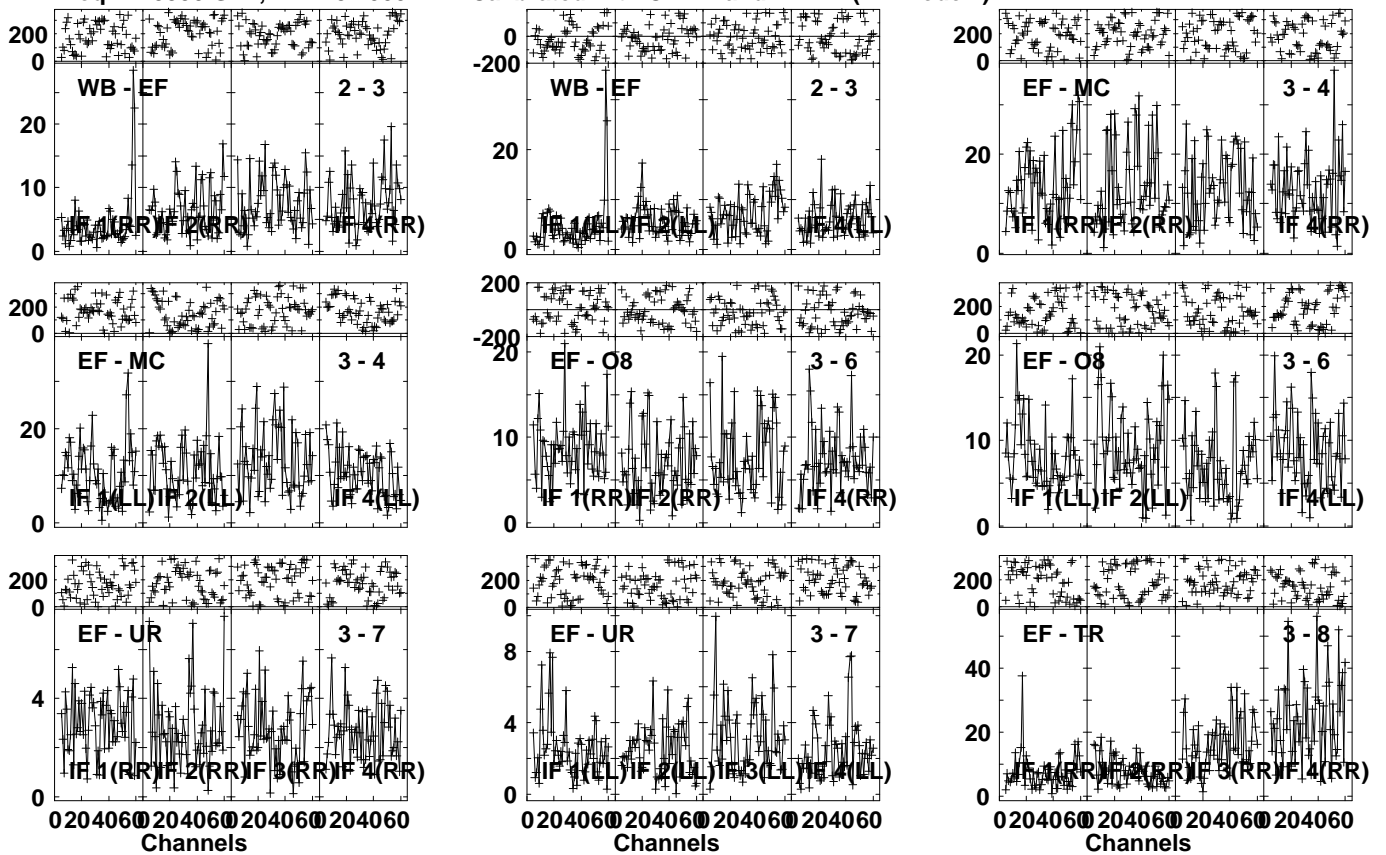 200
0
WB - EF
2 - 3
20
10
0
IF 1(RR)
IF 2(RR)
IF 4(RR)
0
-200
WB - EF
2 - 3
20
0
IF 1(LL)
IF 2(LL)
IF 4(LL)
400
200
0
EF - MC
3 - 4
20
0
IF 1(RR)
IF 2(RR)
IF 4(RR)
200
0
EF - MC
3 - 4
20
0
IF 1(LL)
IF 2(LL)
IF 4(LL)
200
0
-200
EF - O8
3 - 6
20
10
0
IF 1(RR)
IF 2(RR)
IF 4(RR)
200
0
EF - O8
3 - 6
20
10
0
IF 1(LL)
IF 2(LL)
IF 4(LL)
200
0
EF - UR
3 - 7
4
0
IF 1(RR)
IF 2(RR)
IF 3(RR)
IF 4(RR)
0 20 40 60 0 20 40 60 0 20 40 60 0 20 40 60
Channels
200
0
EF - UR
3 - 7
8
4
0
IF 1(LL)
IF 2(LL)
IF 3(LL)
IF 4(LL)
0 20 40 60 0 20 40 60 0 20 40 60 0 20 40 60
Channels
200
0
EF - TR
3 - 8
40
20
0
IF 1(RR)
IF 2(RR)
IF 3(RR)
IF 4(RR)
0 20 40 60 0 20 40 60 0 20 40 60 0 20 40 60
Channels